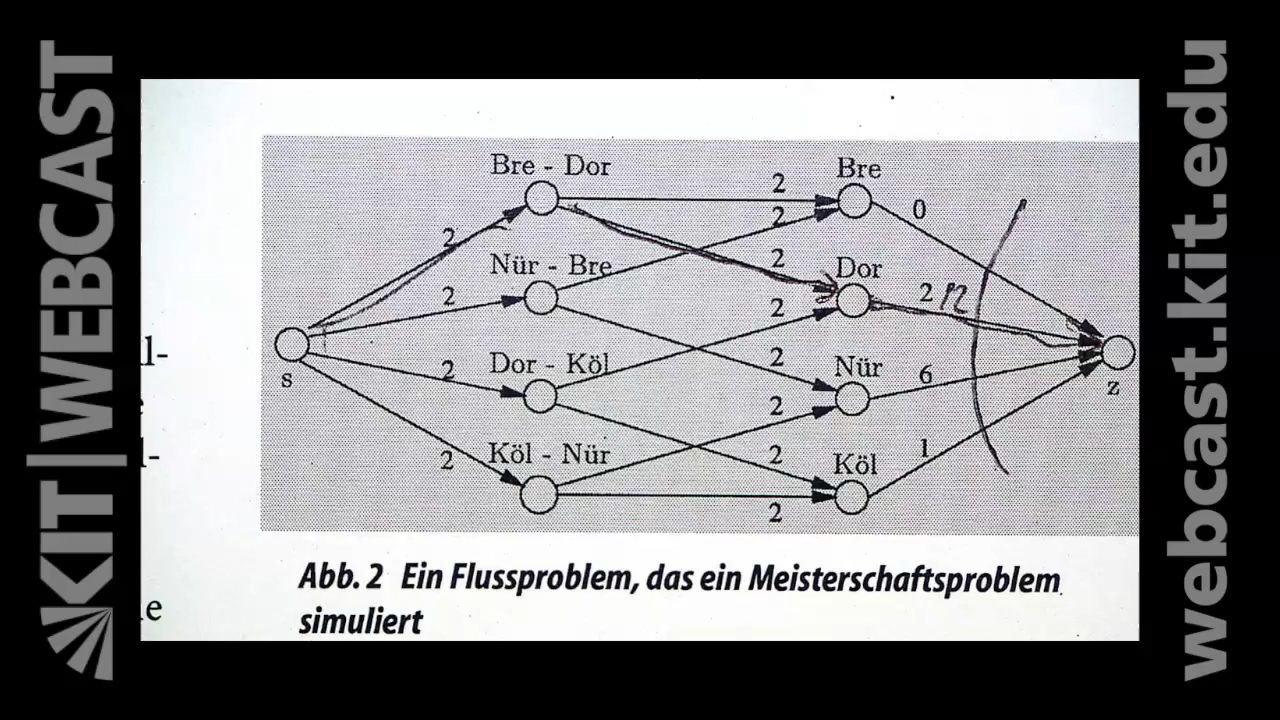 KIT|WEBCAST
webcast.kit.edu
Bre - Dor
Bre
2
0
2
2
Nür - Bre
2
Dor
2
2
2
Dor - Köl
2
Nür
2
6
s
z
2
Köl - Nür
2
Köl
1
2
2
Abb. 2 Ein Flussproblem, das ein Meisterschaftsproblem
simuliert
l-
l-
e